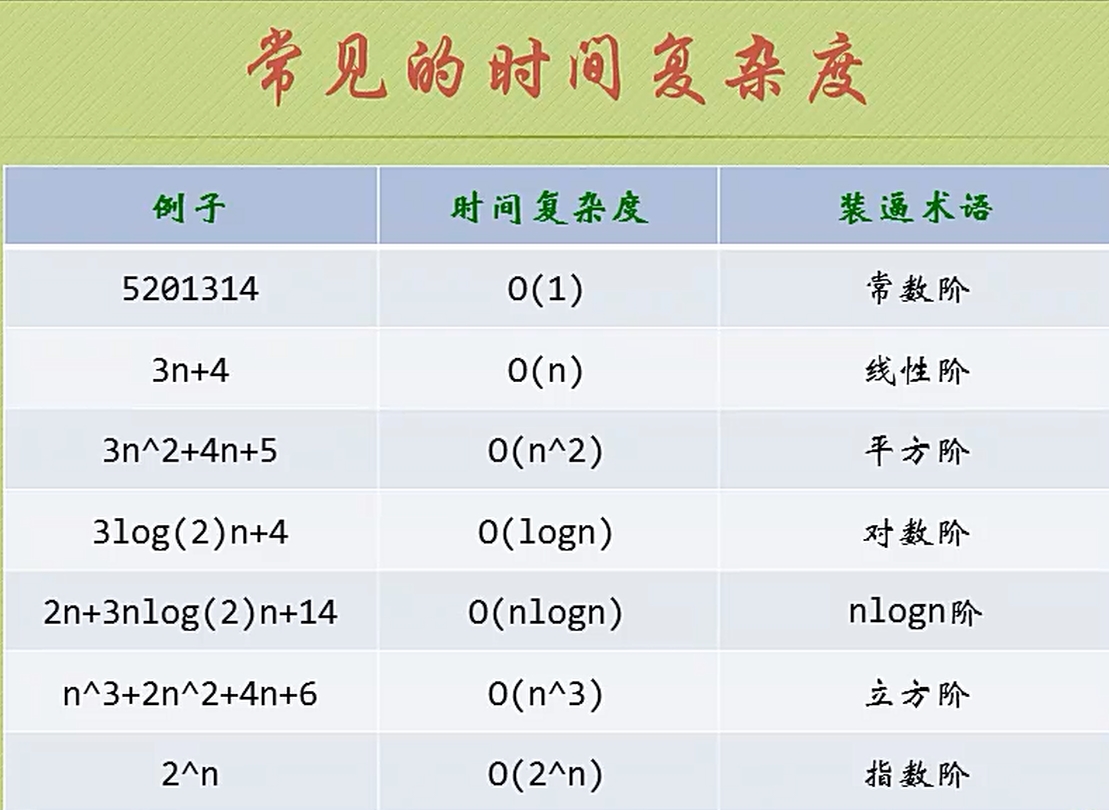 常见的时间复杂度
例子 时间复杂度 装逼术语
5201314 O(1) 常数阶
3n+4 O(n) 线性阶
3n^2+4n+5 O(n^2) 平方阶
3log(2)n+4 O(logn) 对数阶
2n+3nlog(2)n+14 O(nlogn) nlogn阶
n^3+2n^2+4n+6 O(n^3) 立方阶
2^n O(2^n) 指数阶